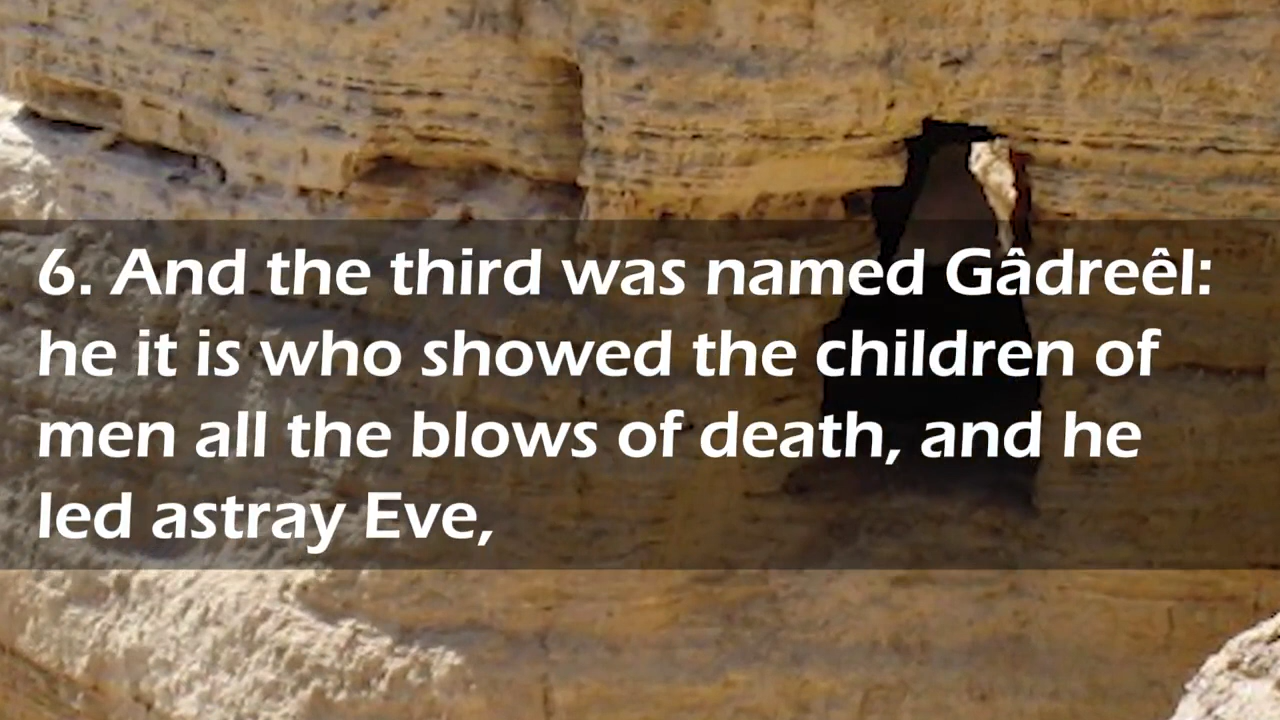 6. And the third was named Gâdreêl:
he it is who showed the children of
men all the blows of death, and he
led astray Eve,